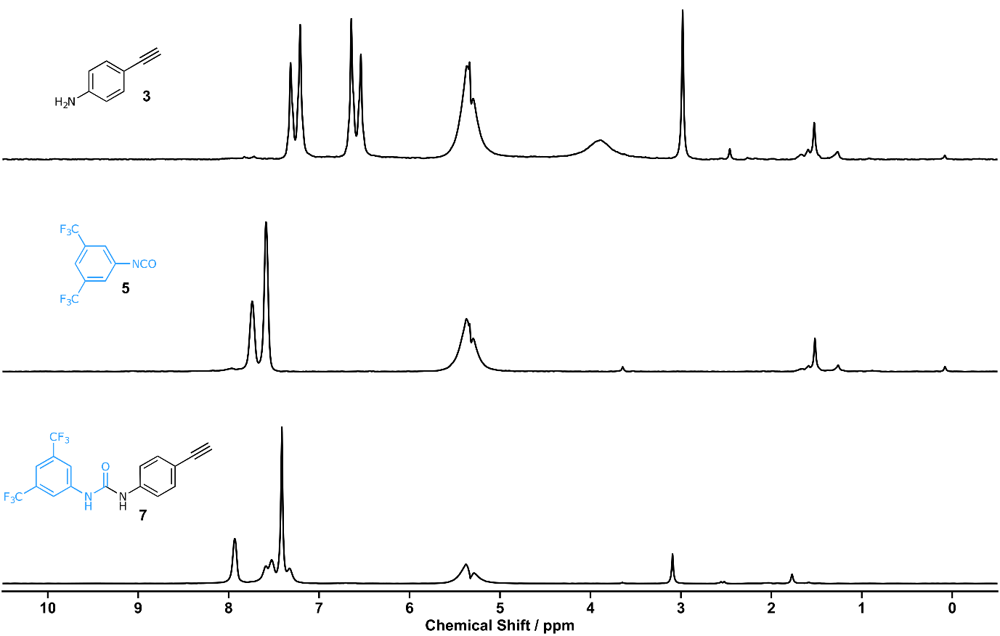 H₂N
3
F₃C
NCO
F₃C
5
CF₃
O
F₃C
N
H
N
H
7
10 9 8 7 6 5 4 3 2 1 0
Chemical Shift / ppm